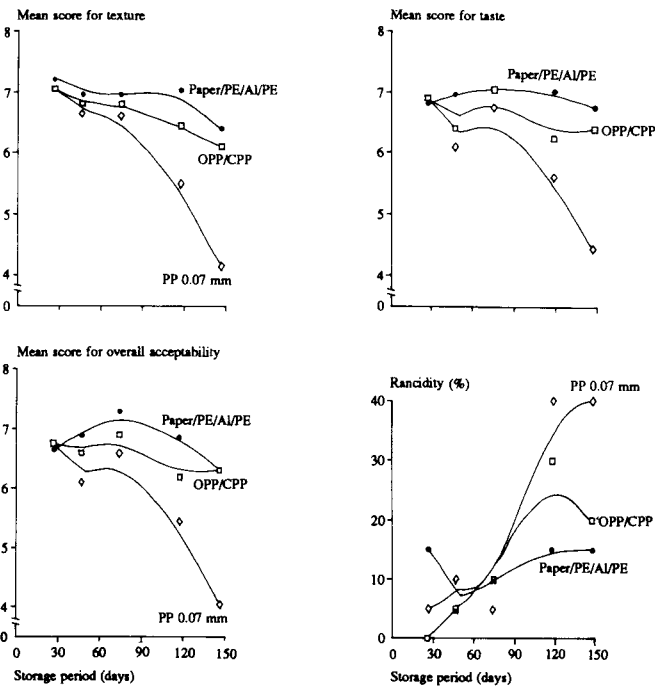 Mean score for texture
8
7
6
5
4
0
Paper/PE/Al/PE
OPP/CPP
PP 0.07 mm
Mean score for taste
8
7
6
5
4
0
Paper/PE/Al/PE
OPP/CPP
PP 0.07 mm
Mean score for overall acceptability
8
7
6
5
4
0
Paper/PE/Al/PE
OPP/CPP
PP 0.07 mm
0 30 60 90 120 150
Storage period (days)
Rancidity (%)
40
30
20
10
0
PP 0.07 mm
OPP/CPP
Paper/PE/Al/PE
0 30 60 90 120 150
Storage period (days)